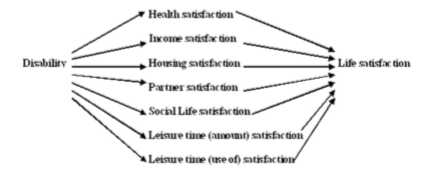 Health satisfaction
Income satisfaction
Disability
Housing satisfaction
Life satisfaction
Partner satisfaction
Social Life satisfaction
Leisure time (amount) satisfaction
Leisure time (use of) satisfaction